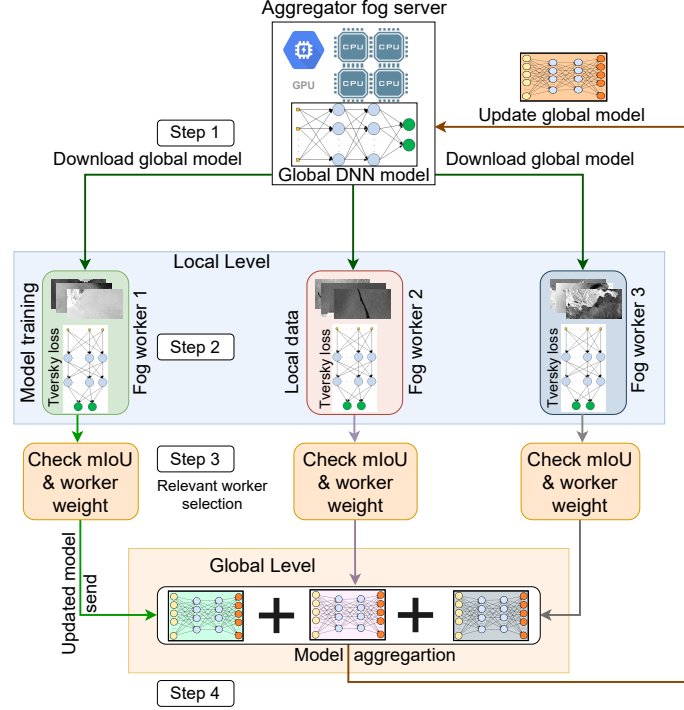 Aggregator fog server
CPU
CPU
GPU
CPU
CPU
Update global model
Step 1
Download global model
Global DNN model
Download global model
Local Level
Model training
Tversky loss
Fog worker 1
Step 2
Local data
Tversky loss
Fog worker 2
Tversky loss
Fog worker 3
Check mIoU
& worker
weight
Step 3
Relevant worker
selection
Check mIoU
& worker
weight
Check mIoU
& worker
weight
Updated model
send
Global Level
+
+
Model aggregartion
Step 4